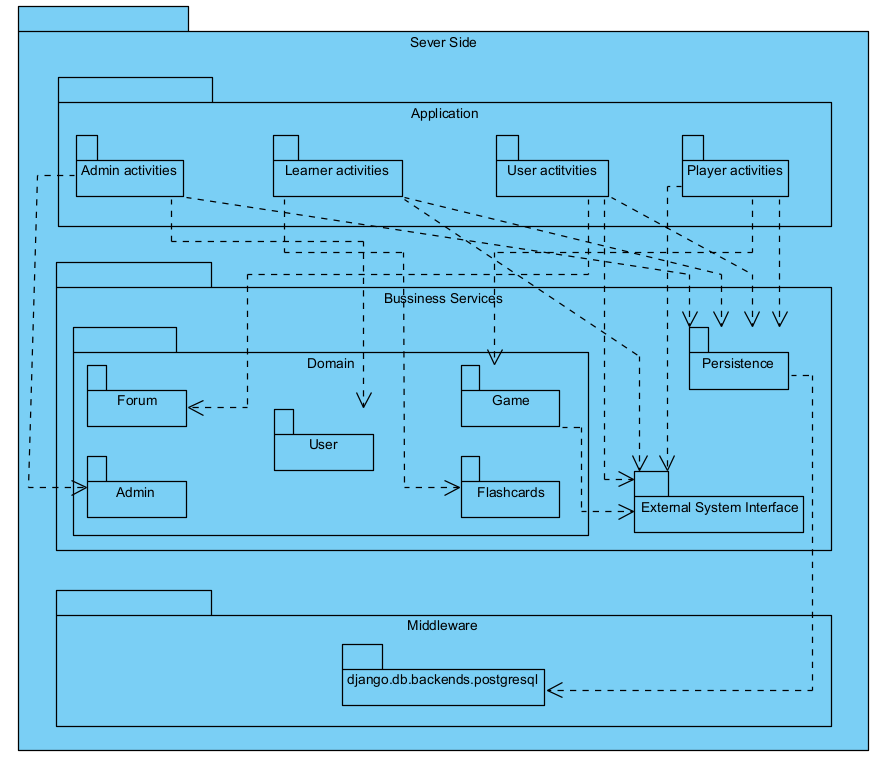 Sever Side
Application
Admin activities
Learner activities
User actitvities
Player activities
Bussiness Services
Domain
Persistence
Forum
Game
User
Admin
Flashcards
External System Interface
Middleware
django.db.backends.postgresql